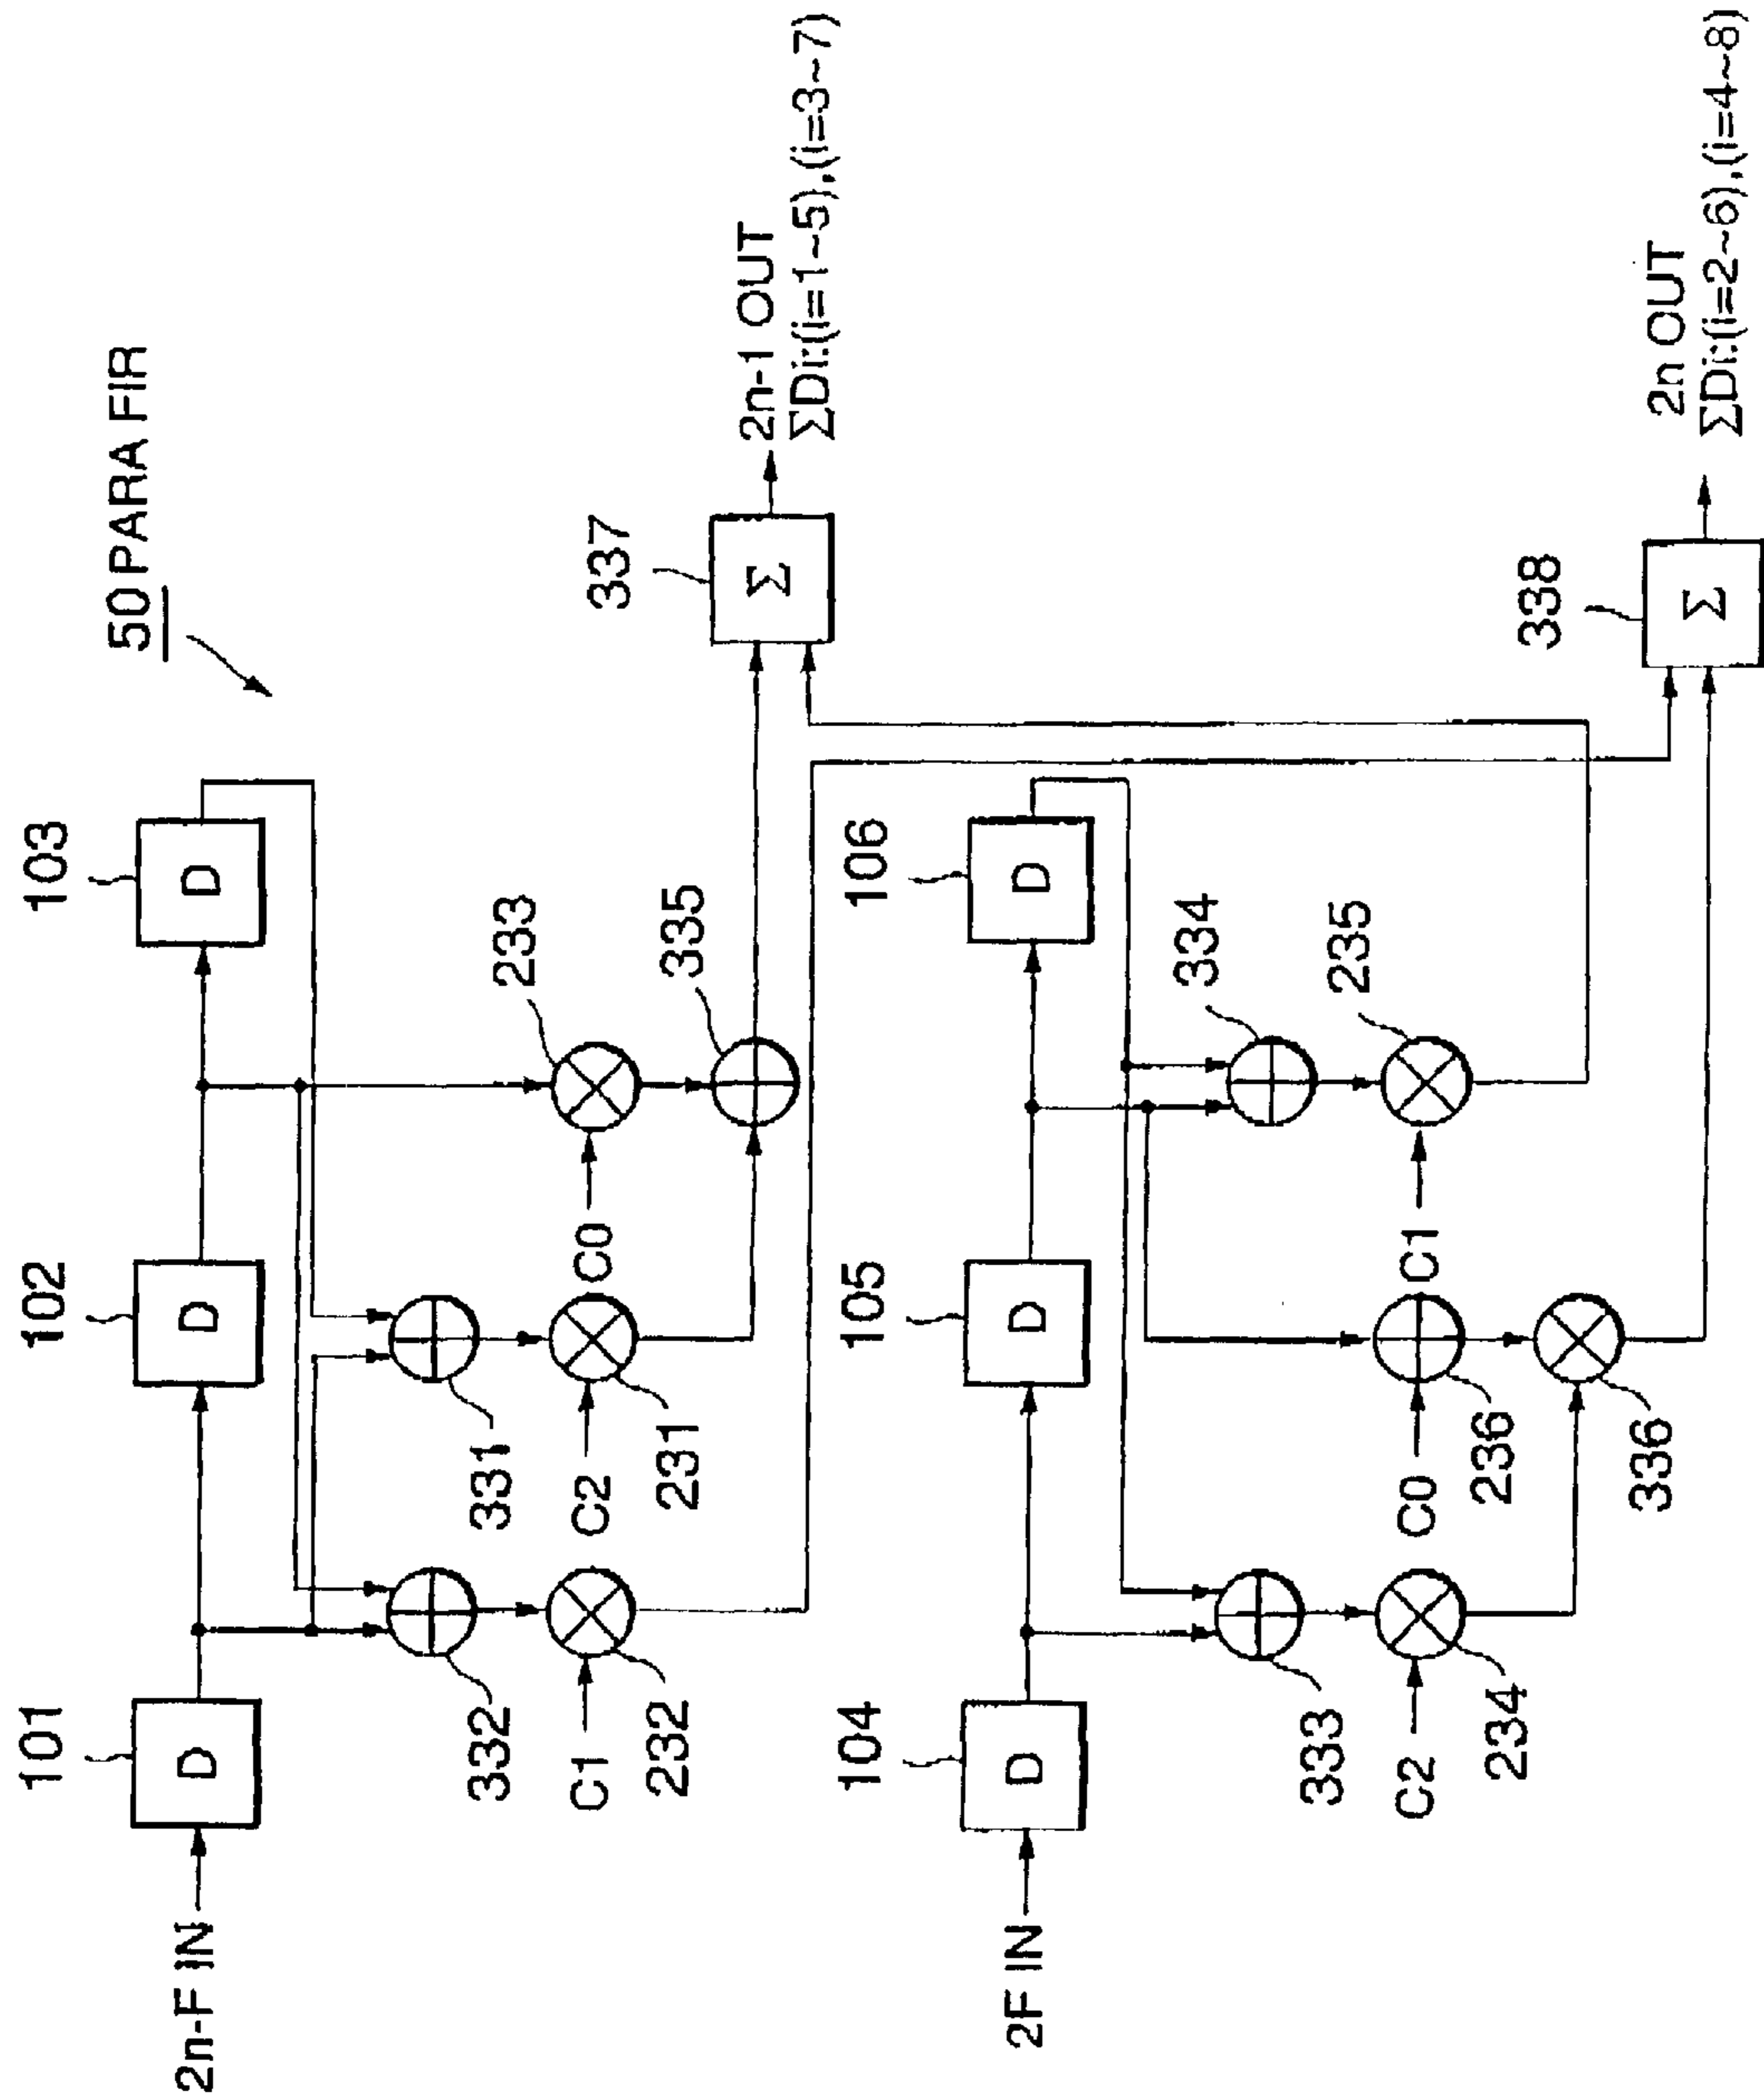 50 PARA FIR
101
102
103
2n-F IN
D
D
D
332
331
C1
C2
C0
232
231
233
335
337
Σ
2n-1 OUT
ΣDi:(i=1~5),(i=3~7)
104
105
106
2F IN
D
D
D
333
334
C2
C0
C1
234
236
235
336
338
Σ
2n OUT
ΣDi:(i=2~6),(i=4~8)